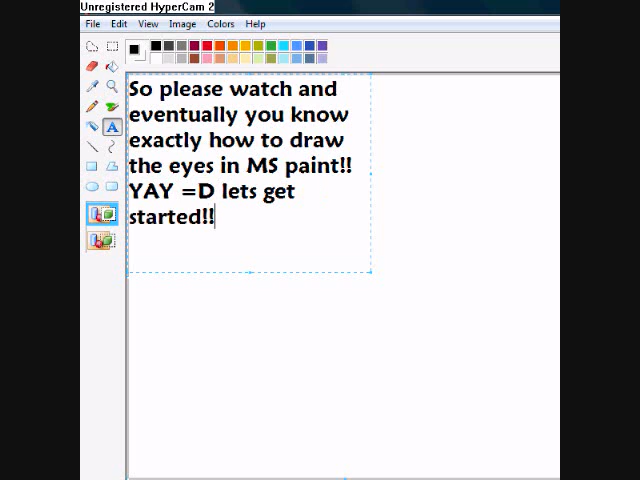 Unregistered HyperCam 2
File Edit View Image Colors Help
A
So please watch and
eventually you know
exactly how to draw
the eyes in MS paint!!
YAY =D lets get
started!!